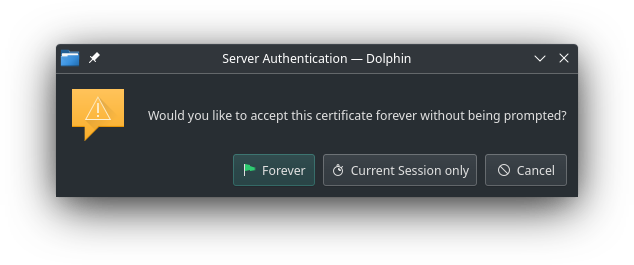 Server Authentication — Dolphin
Would you like to accept this certificate forever without being prompted?
Forever
Current Session only
Cancel